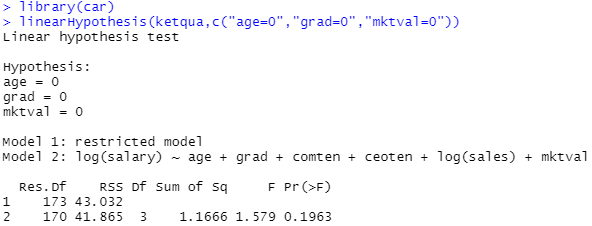 > library(car)
> linearHypothesis(ketqua,c("age=0","grad=0","mktval=0"))
Linear hypothesis test
Hypothesis:
age = 0
grad = 0
mktval = 0
Model 1: restricted model
Model 2: log(salary) ~ age + grad + comten + ceoten + log(sales) + mktval
Res.Df RSS Df Sum of Sq F Pr(>F)
1 173 43.032
2 170 41.865 3 1.1666 1.579 0.1963